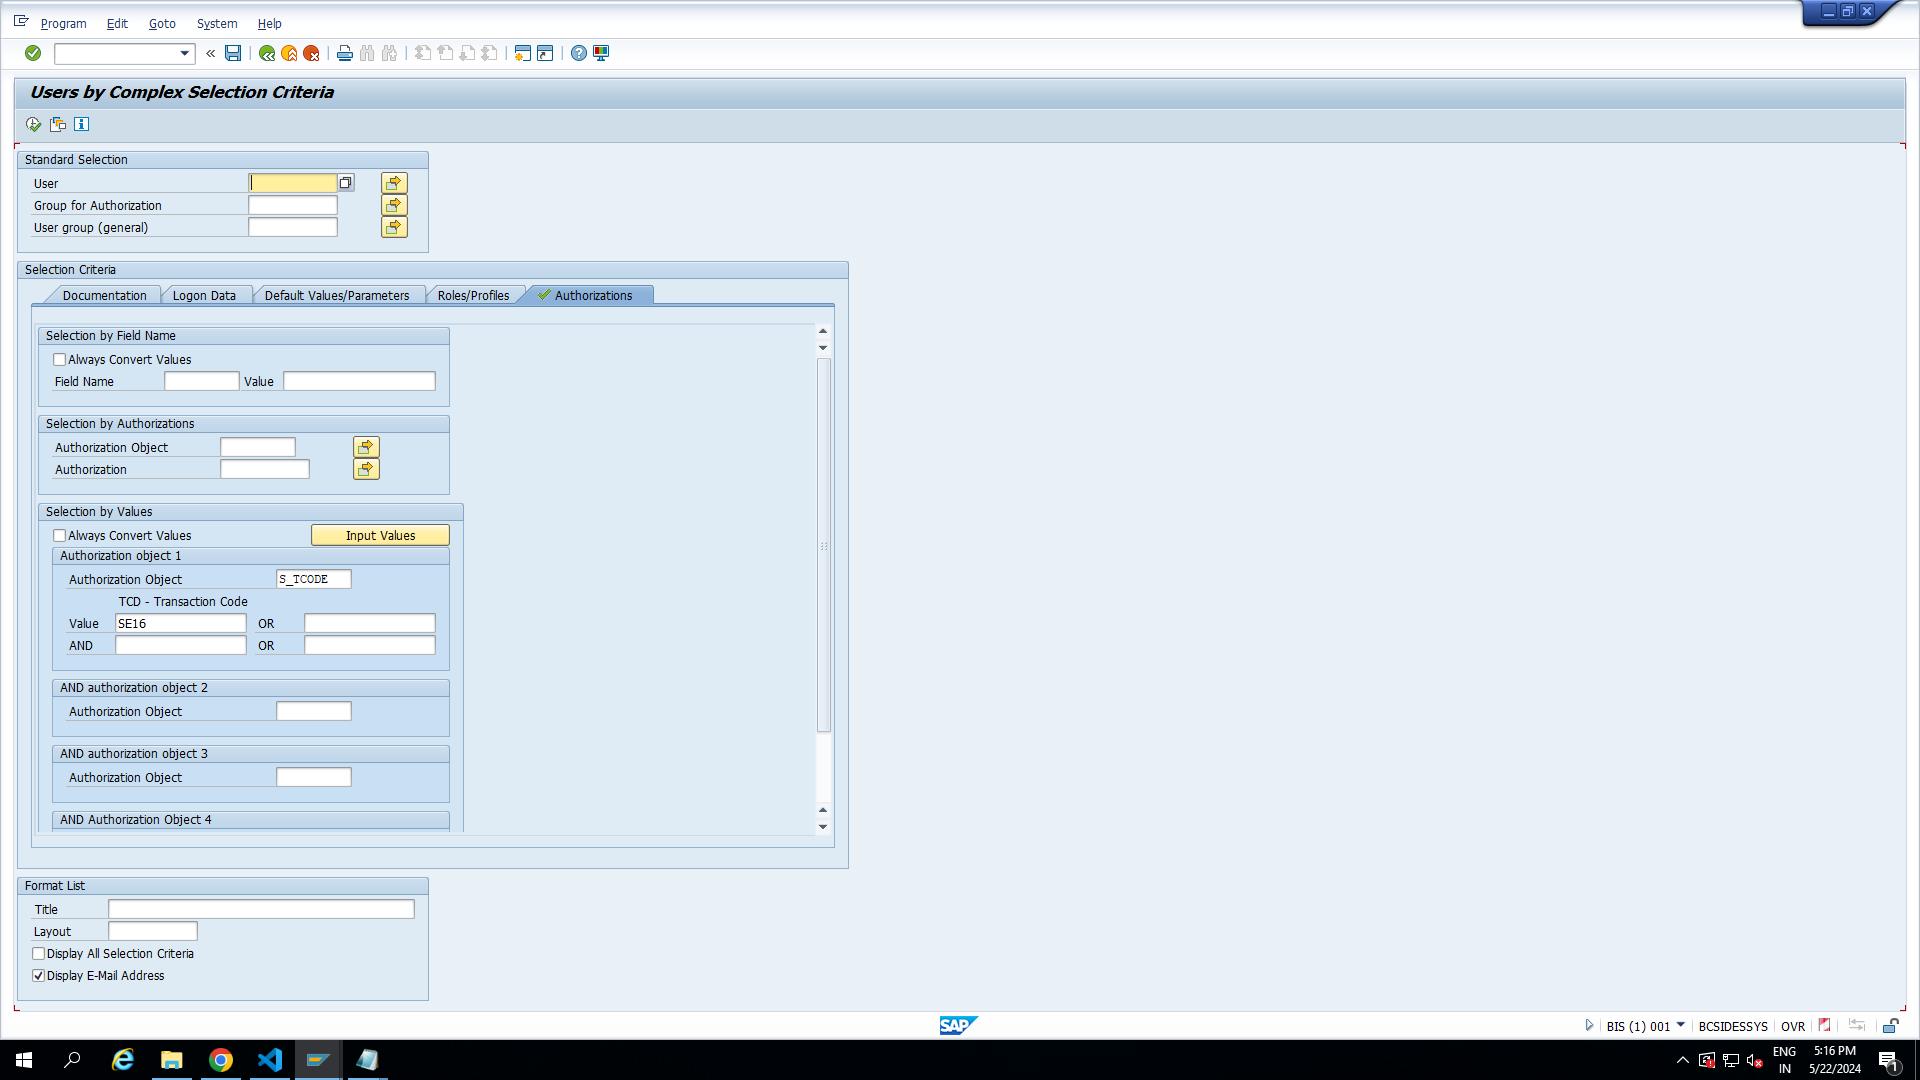 Program Edit Goto System Help
Users by Complex Selection Criteria
Standard Selection
User
Group for Authorization
User group (general)
Selection Criteria
Documentation Logon Data Default Values/Parameters Roles/Profiles Authorizations
Selection by Field Name
Always Convert Values
Field Name Value
Selection by Authorizations
Authorization Object
Authorization
Selection by Values
Always Convert Values Input Values
Authorization object 1
Authorization Object S_TCODE
TCD - Transaction Code
Value SE16 OR
AND OR
AND authorization object 2
Authorization Object
AND authorization object 3
Authorization Object
AND Authorization Object 4
Format List
Title
Layout
Display All Selection Criteria
Display E-Mail Address
SAP BIS (1) 001 BCSIDESSYS OVR
ENG 5:16 PM
IN 5/22/2024 1